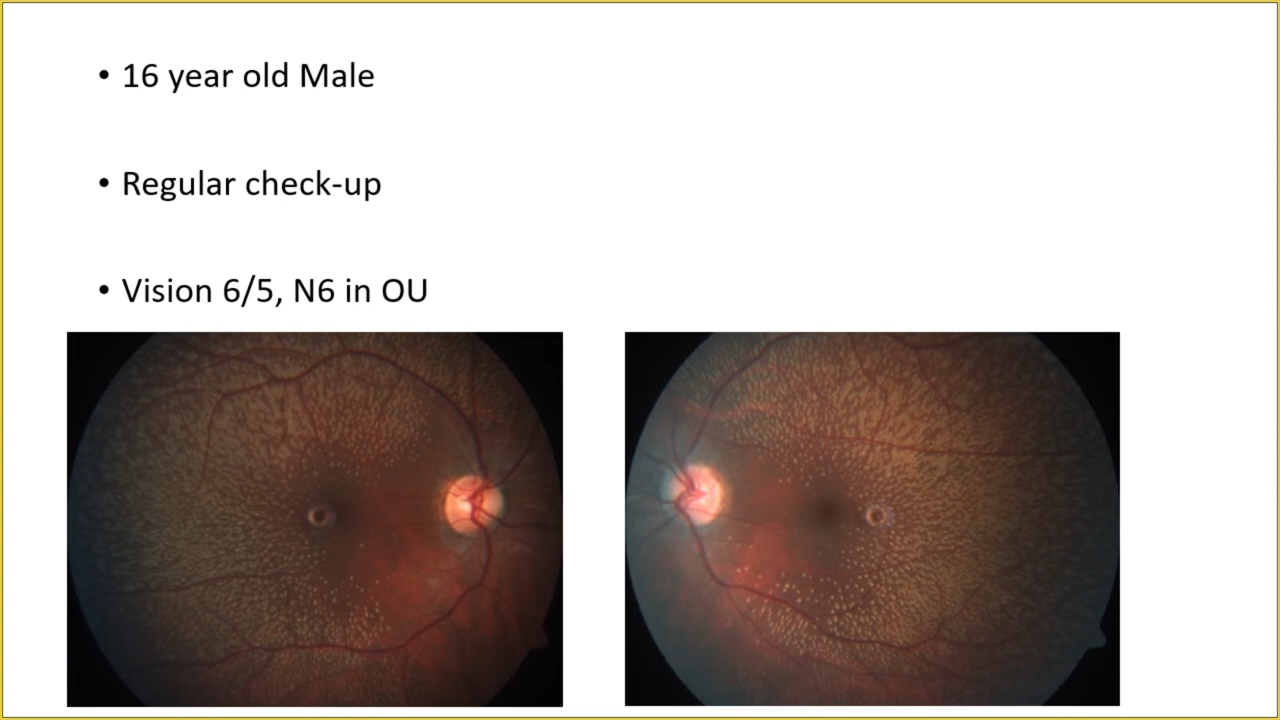 • 16 year old Male
• Regular check-up
• Vision 6/5, N6 in OU